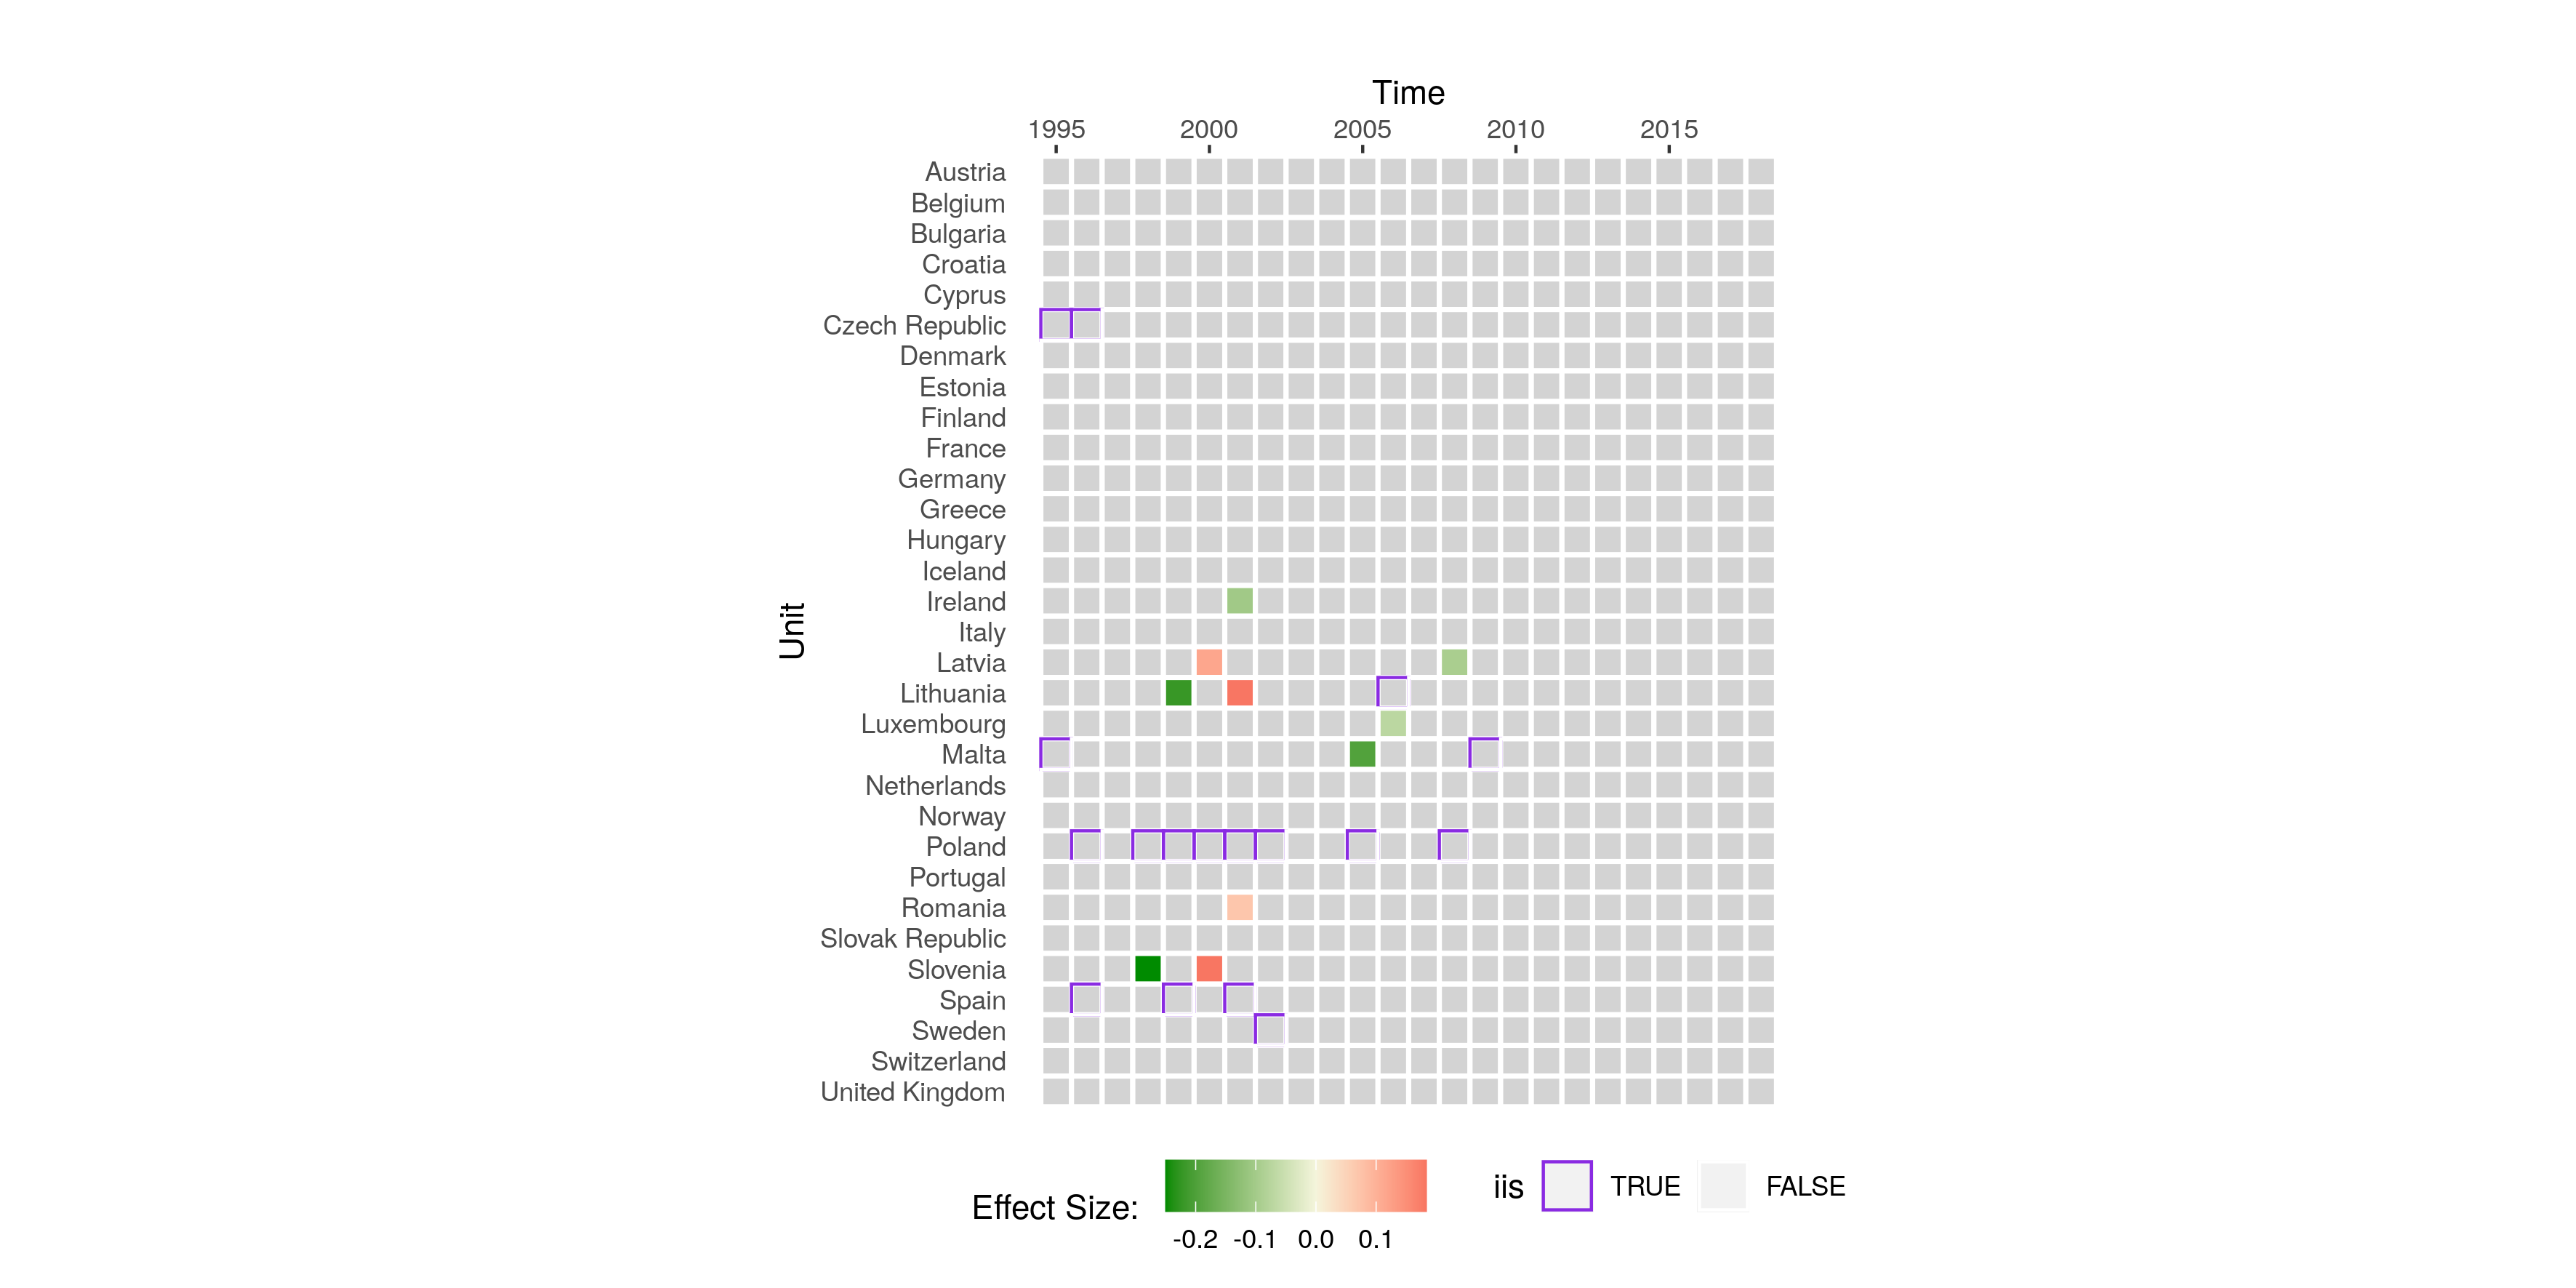 Time
1995 2000 2005 2010 2015
Unit
Austria
Belgium
Bulgaria
Croatia
Cyprus
Czech Republic
Denmark
Estonia
Finland
France
Germany
Greece
Hungary
Iceland
Ireland
Italy
Latvia
Lithuania
Luxembourg
Malta
Netherlands
Norway
Poland
Portugal
Romania
Slovak Republic
Slovenia
Spain
Sweden
Switzerland
United Kingdom
Effect Size:
-0.2 -0.1 0.0 0.1
iis TRUE FALSE